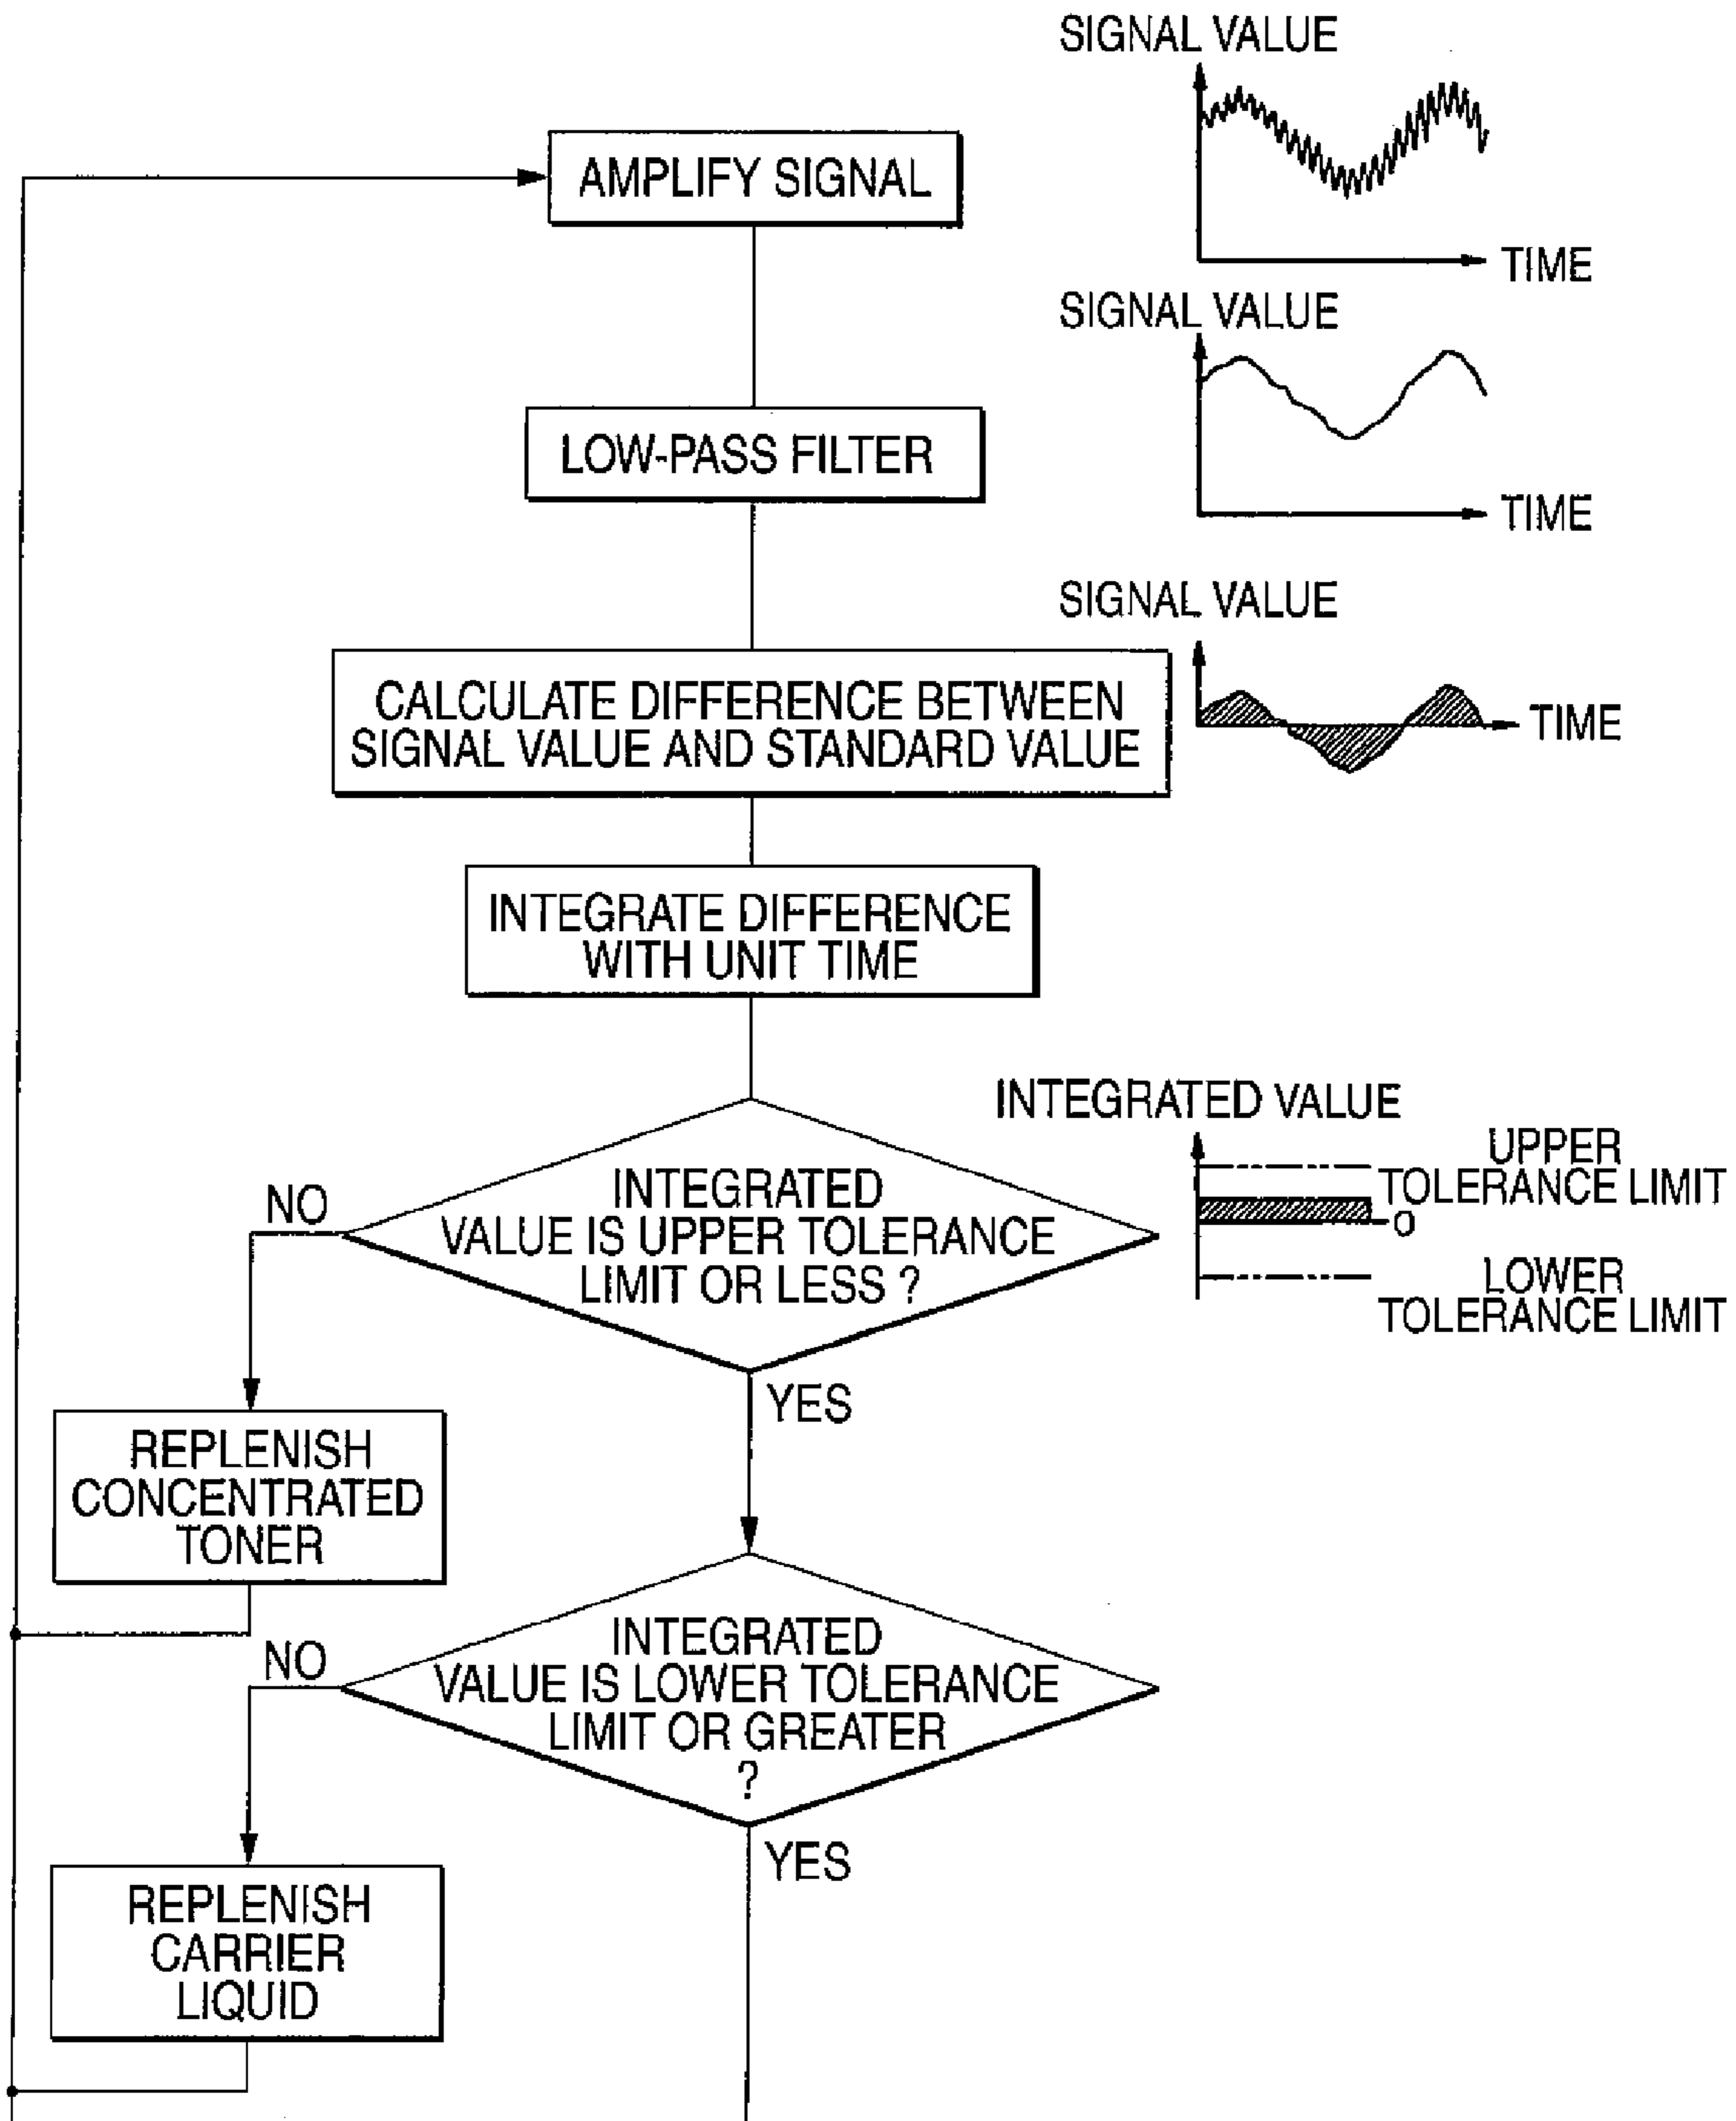 SIGNAL VALUE
AMPLIFY SIGNAL
TIME
SIGNAL VALUE
LOW-PASS FILTER
TIME
SIGNAL VALUE
CALCULATE DIFFERENCE BETWEEN
SIGNAL VALUE AND STANDARD VALUE
TIME
INTEGRATE DIFFERENCE
WITH UNIT TIME
INTEGRATED VALUE
UPPER
TOLERANCE LIMIT
0
LOWER
TOLERANCE LIMIT
INTEGRATED
VALUE IS UPPER TOLERANCE
LIMIT OR LESS ?
NO
YES
REPLENISH
CONCENTRATED
TONER
INTEGRATED
VALUE IS LOWER TOLERANCE
LIMIT OR GREATER
?
NO
YES
REPLENISH
CARRIER
LIQUID